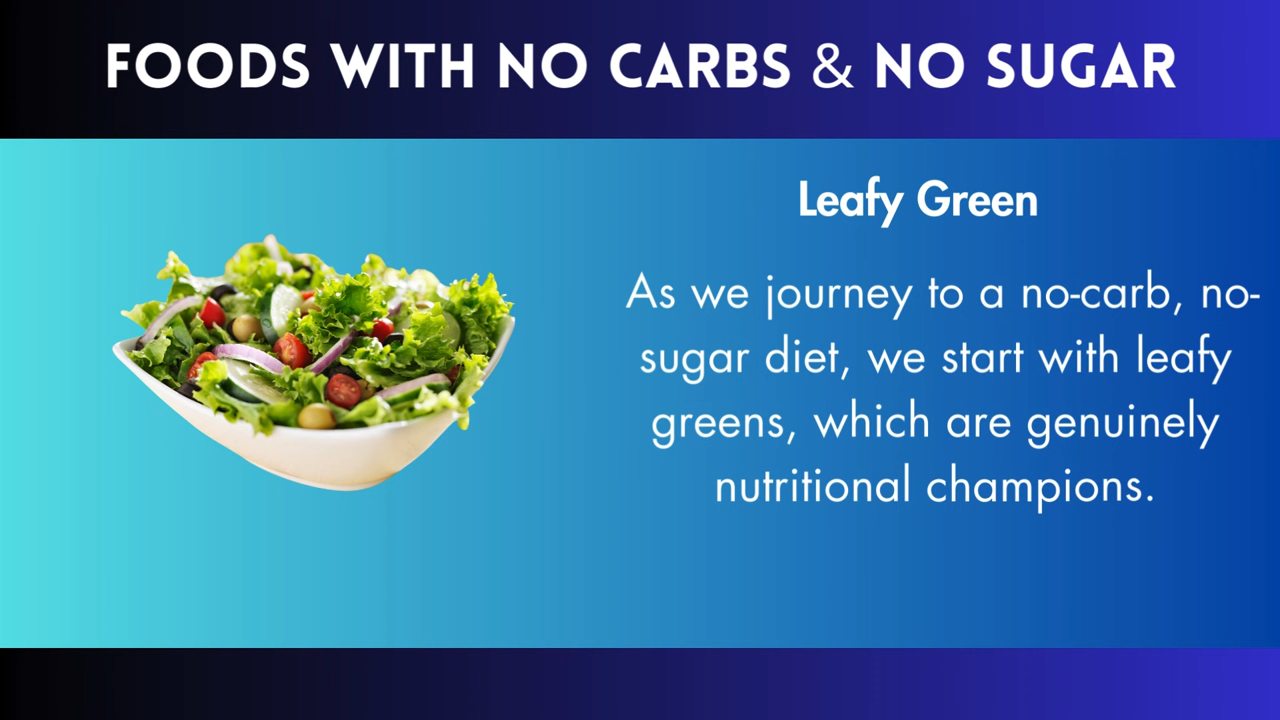 FOODS WITH NO CARBS & NO SUGAR
Leafy Green
As we journey to a no-carb, no-
sugar diet, we start with leafy
greens, which are genuinely
nutritional champions.